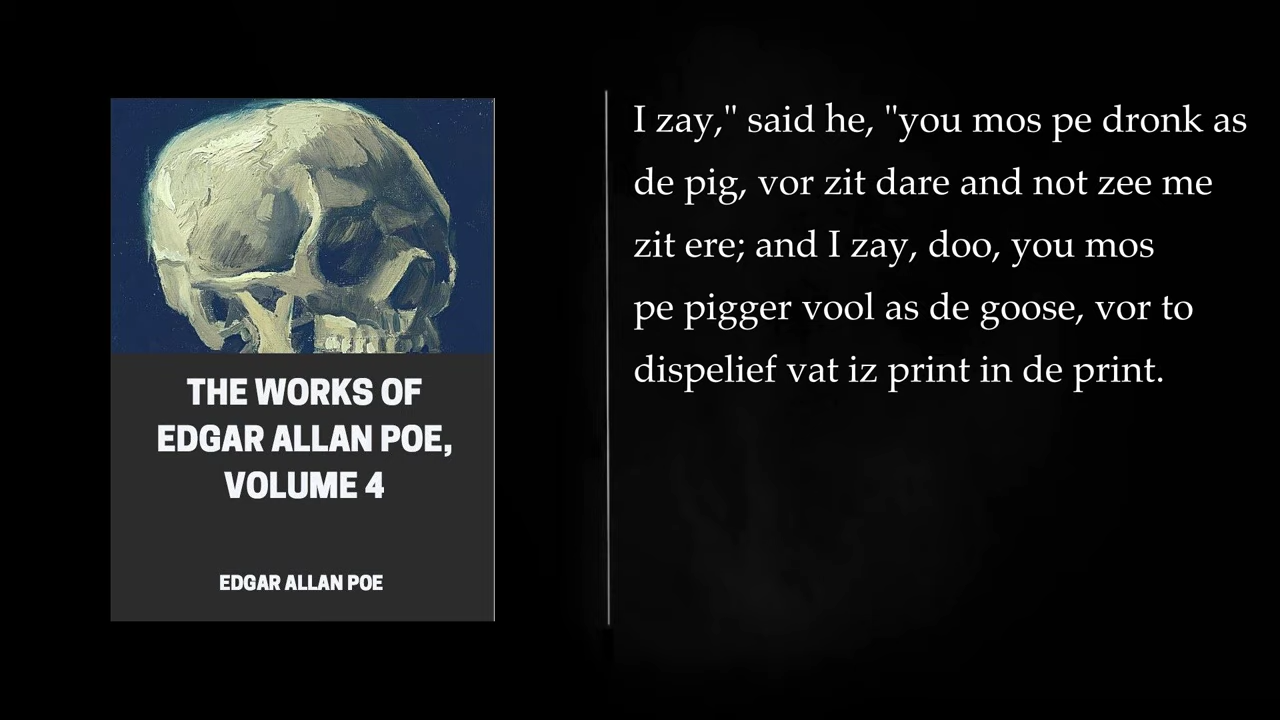 THE WORKS OF
EDGAR ALLAN POE,
VOLUME 4
EDGAR ALLAN POE
I zay," said he, "you mos pe dronk as
de pig, vor zit dare and not zee me
zit ere; and I zay, doo, you mos
pe pigger vool as de goose, vor to
dispelief vat iz print in de print.